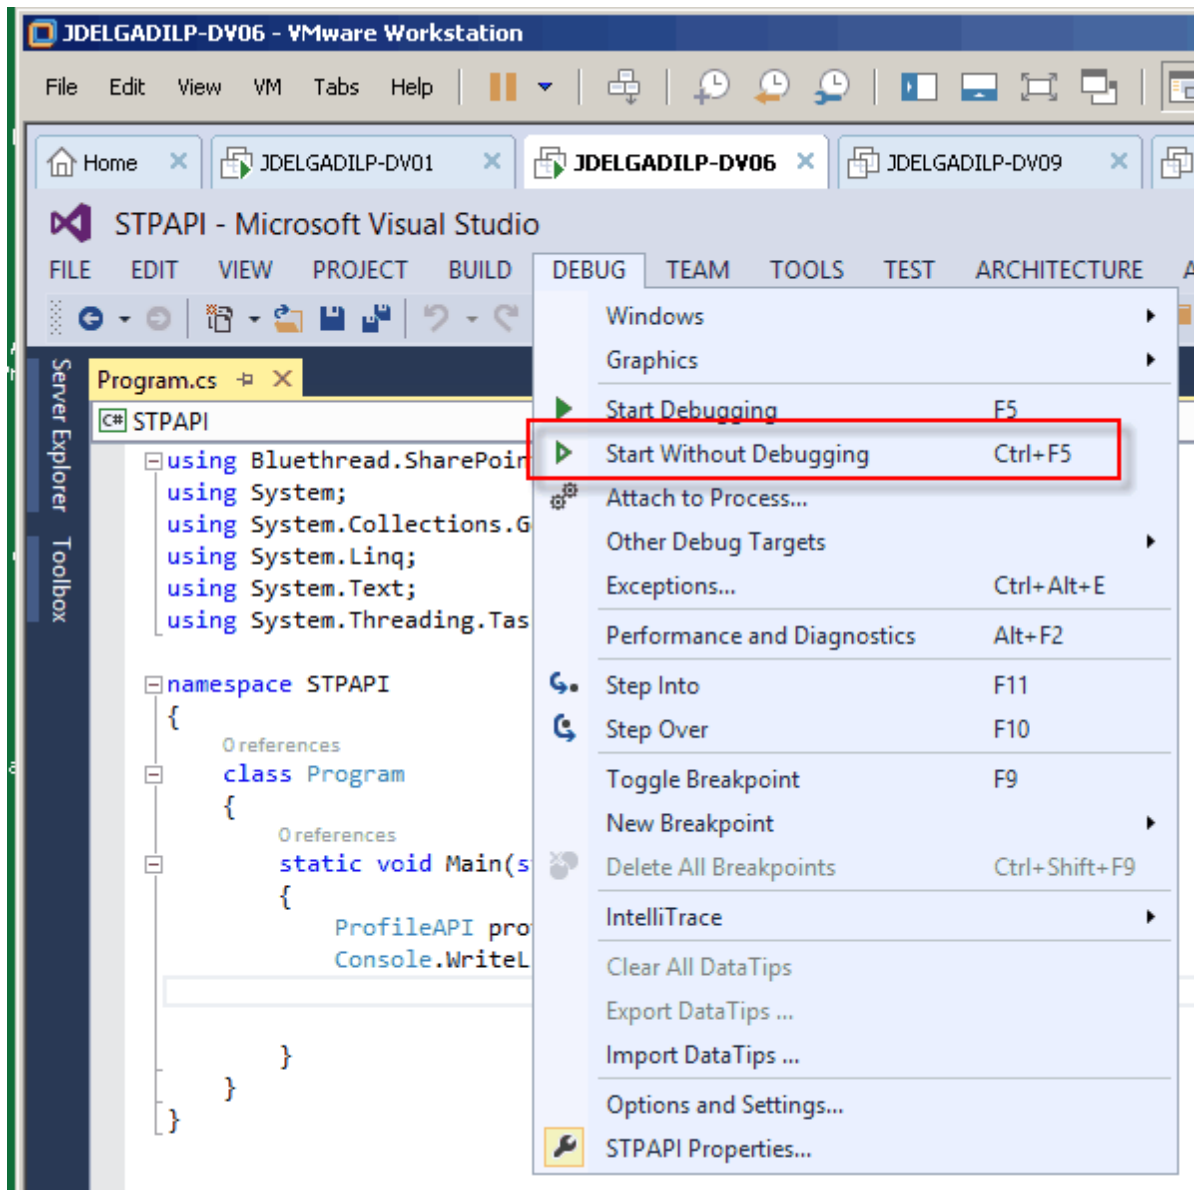 JDELGADILP-DV06 - VMware Workstation
File Edit View VM Tabs Help
Home JDELGADILP-DV01 JDELGADILP-DV06 JDELGADILP-DV09
STPAPI - Microsoft Visual Studio
FILE EDIT VIEW PROJECT BUILD DEBUG TEAM TOOLS TEST ARCHITECTURE
Server Explorer
Toolbox
Program.cs
C# STPAPI
using Bluethread.SharePoin
using System;
using System.Collections.G
using System.Linq;
using System.Text;
using System.Threading.Tas
namespace STPAPI
{
0 references
class Program
{
0 references
static void Main(s
{
ProfileAPI pro
Console.WriteL
}
}
}
Windows
Graphics
Start Debugging F5
Start Without Debugging Ctrl+F5
Attach to Process...
Other Debug Targets
Exceptions... Ctrl+Alt+E
Performance and Diagnostics Alt+F2
Step Into F11
Step Over F10
Toggle Breakpoint F9
New Breakpoint
Delete All Breakpoints Ctrl+Shift+F9
IntelliTrace
Clear All DataTips
Export DataTips ...
Import DataTips ...
Options and Settings...
STPAPI Properties...